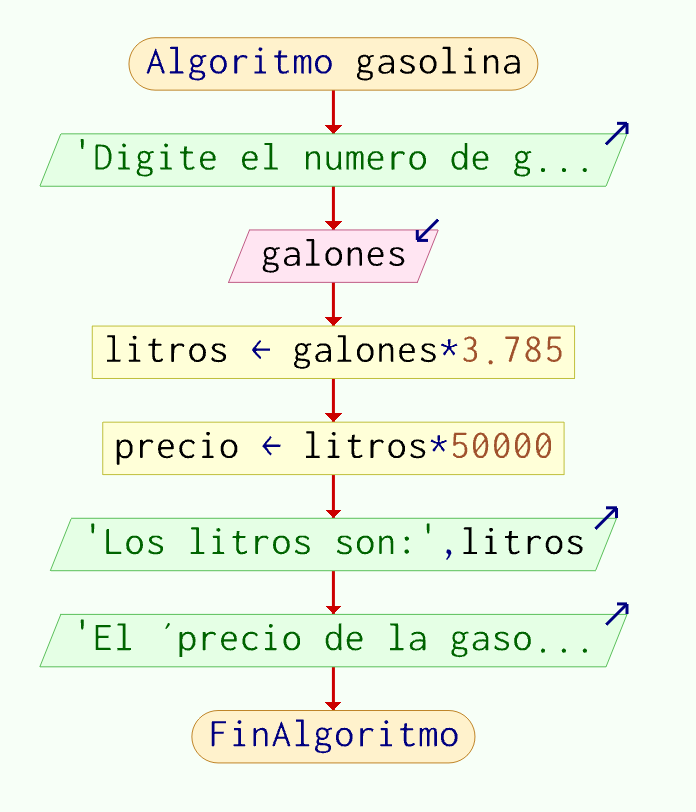 Algoritmo gasolina
'Digite el numero de g...
galones
litros ← galones*3.785
precio ← litros*50000
'Los litros son:',litros
'El ´precio de la gaso...
FinAlgoritmo